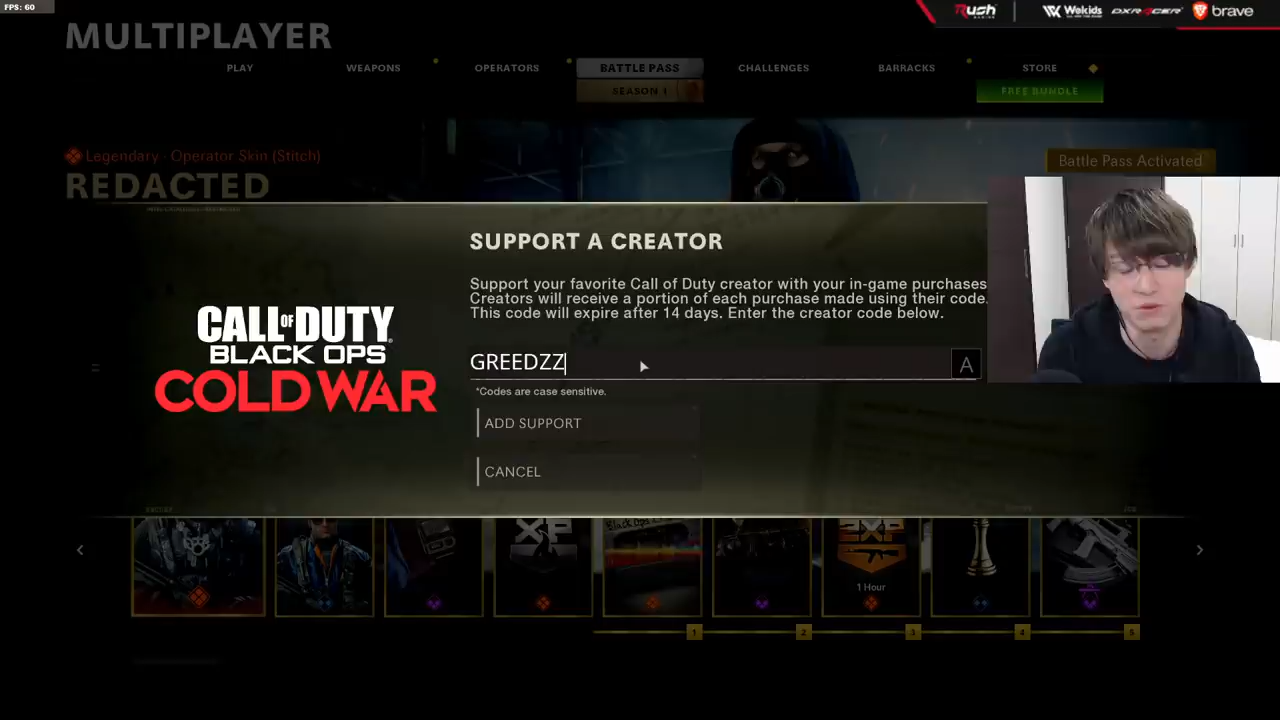 FPS: 60
RUSH GAMING
Wekids
DXRACER
brave
MULTIPLAYER
PLAY
WEAPONS
OPERATORS
BATTLE PASS
CHALLENGES
BARRACKS
STORE
SEASON 1
FREE BUNDLE
Legendary - Operator Skin (Stitch)
Battle Pass Activated
REDACTED
SUPPORT A CREATOR
Support your favorite Call of Duty creator with your in-game purchases
Creators will receive a portion of each purchase made using their code.
This code will expire after 14 days. Enter the creator code below.
CALL OF DUTY
BLACK OPS
COLD WAR
GREEDZZ
A
*Codes are case sensitive.
ADD SUPPORT
CANCEL
XP
2XP
1 Hour
1
2
3
4
5